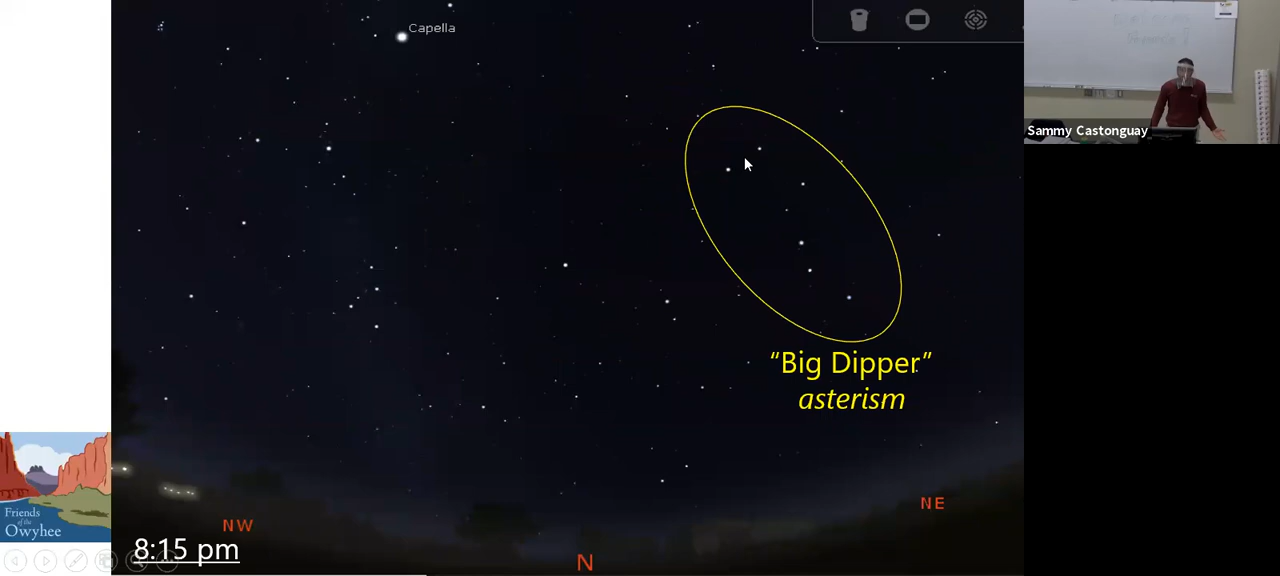 Capella
Sammy Castonguay
"Big Dipper"
asterism
Friends
of the
Owyhee
NW
8:15 pm
N
NE